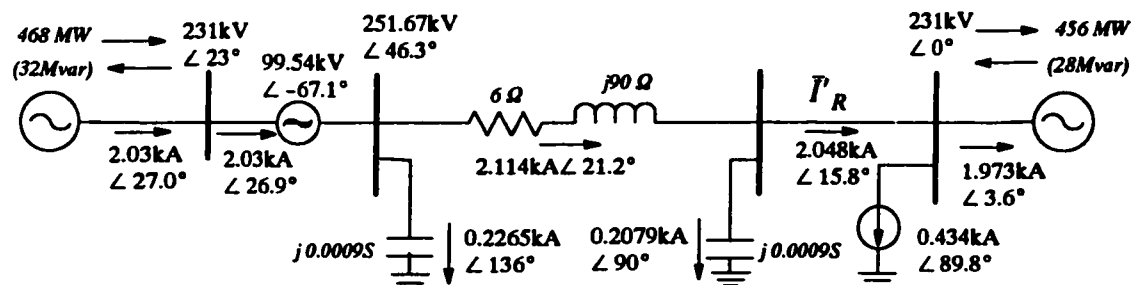 468 MW
(32Mvar)
231kV
∠ 23°
99.54kV
∠ -67.1°
251.67kV
∠ 46.3°
6 Ω
j90 Ω
Ī'R
231kV
∠ 0°
456 MW
(28Mvar)
2.03kA
∠ 27.0°
2.03kA
∠ 26.9°
2.114kA∠ 21.2°
2.048kA
∠ 15.8°
1.973kA
∠ 3.6°
j 0.0009S
0.2265kA
∠ 136°
0.2079kA
∠ 90°
j0.0009S
0.434kA
∠ 89.8°